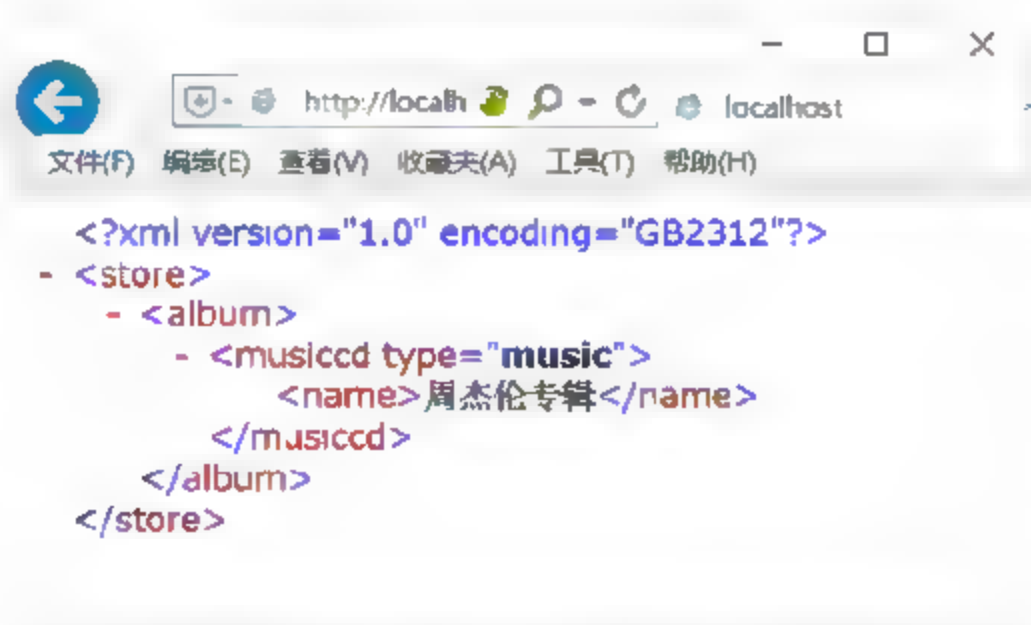 http://localh localhost
文件(F) 编辑(E) 查看(V) 收藏夹(A) 工具(T) 帮助(H)
<?xml version="1.0" encoding="GB2312"?>
- <store>
- <album>
- <musiccd type="music">
<name>周杰伦专辑</name>
</musiccd>
</album>
</store>